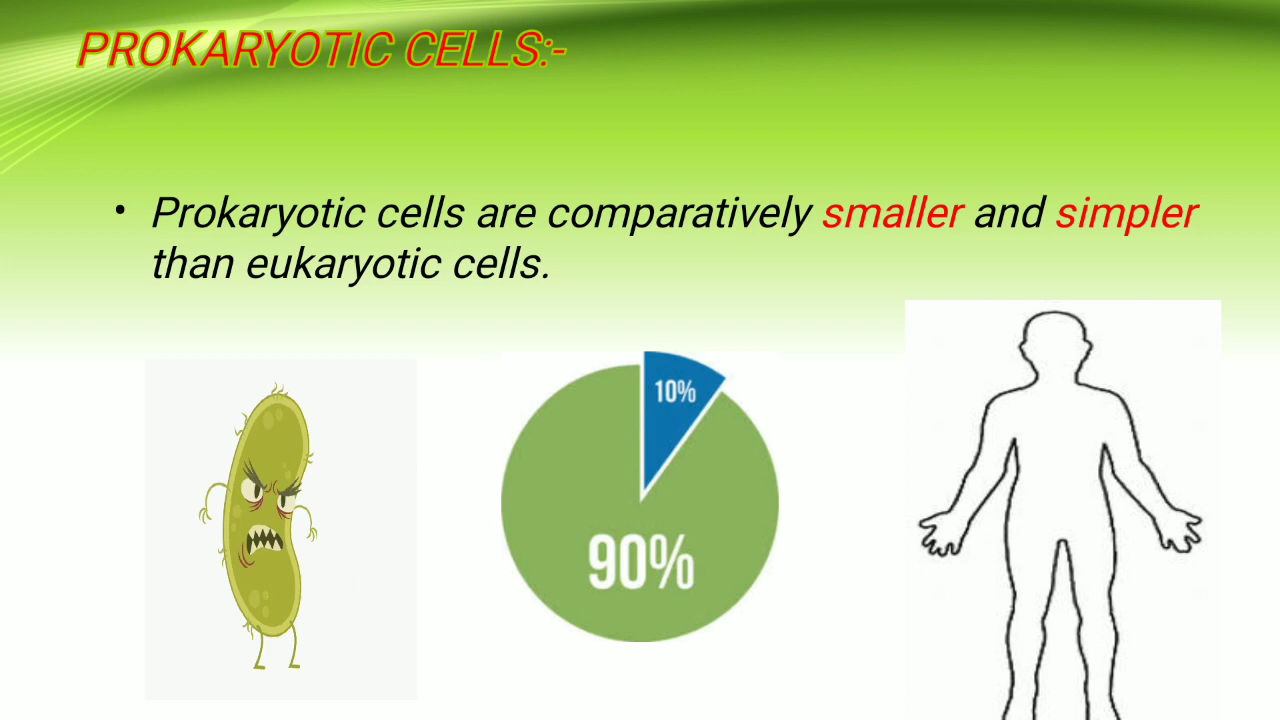 PROKARYOTIC CELLS:-
• Prokaryotic cells are comparatively smaller and simpler
than eukaryotic cells.
10%
90%